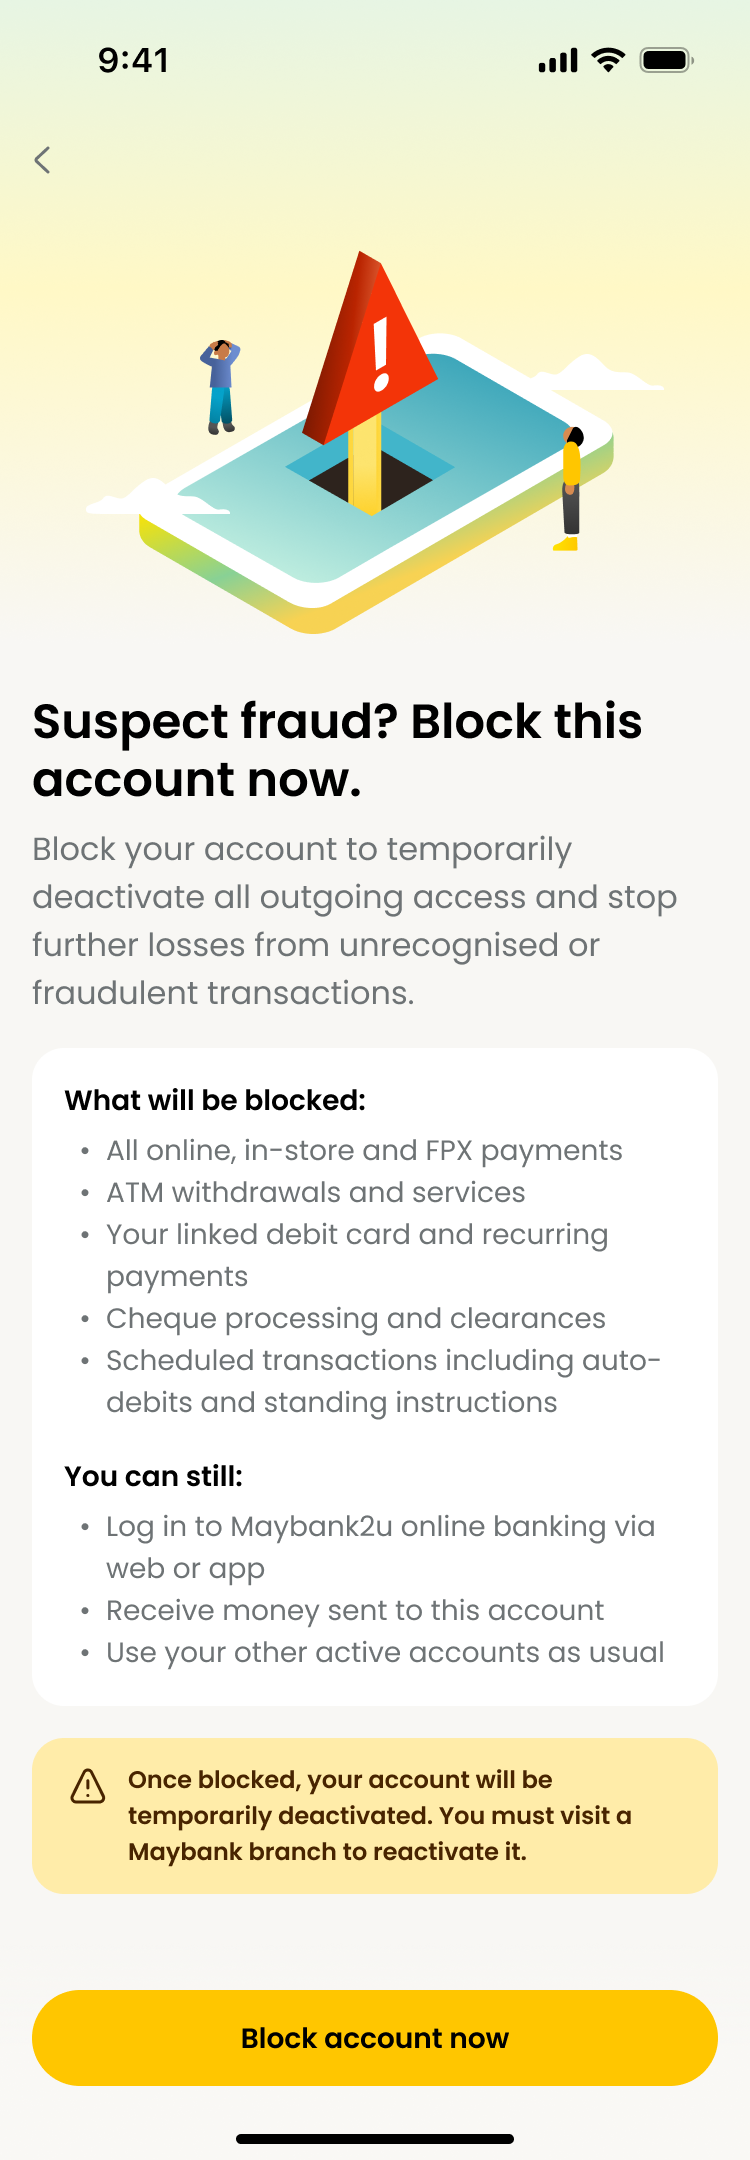 9:41
!
Suspect fraud? Block this
account now.
Block your account to temporarily
deactivate all outgoing access and stop
further losses from unrecognised or
fraudulent transactions.
What will be blocked:
• All online, in-store and FPX payments
• ATM withdrawals and services
• Your linked debit card and recurring
payments
• Cheque processing and clearances
• Scheduled transactions including auto-
debits and standing instructions
You can still:
• Log in to Maybank2u online banking via
web or app
• Receive money sent to this account
• Use your other active accounts as usual
Once blocked, your account will be
temporarily deactivated. You must visit a
Maybank branch to reactivate it.
Block account now